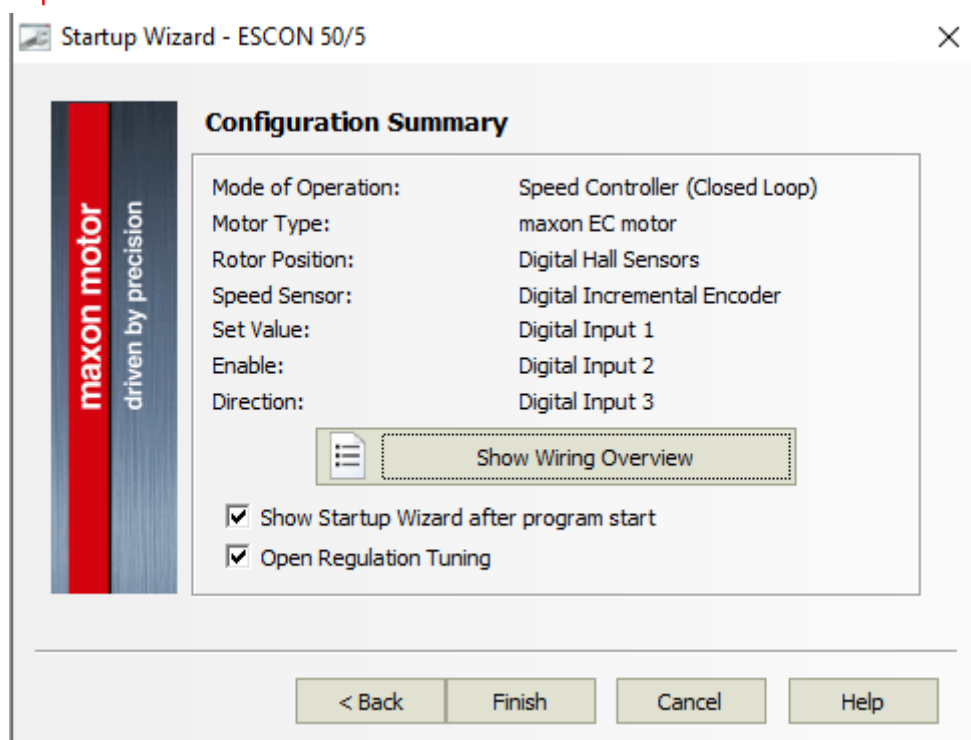 Startup Wizard - ESCON 50/5
Configuration Summary
Mode of Operation: Speed Controller (Closed Loop)
Motor Type: maxon EC motor
Rotor Position: Digital Hall Sensors
Speed Sensor: Digital Incremental Encoder
Set Value: Digital Input 1
Enable: Digital Input 2
Direction: Digital Input 3
Show Wiring Overview
Show Startup Wizard after program start
Open Regulation Tuning
maxon motor
driven by precision
< Back Finish Cancel Help